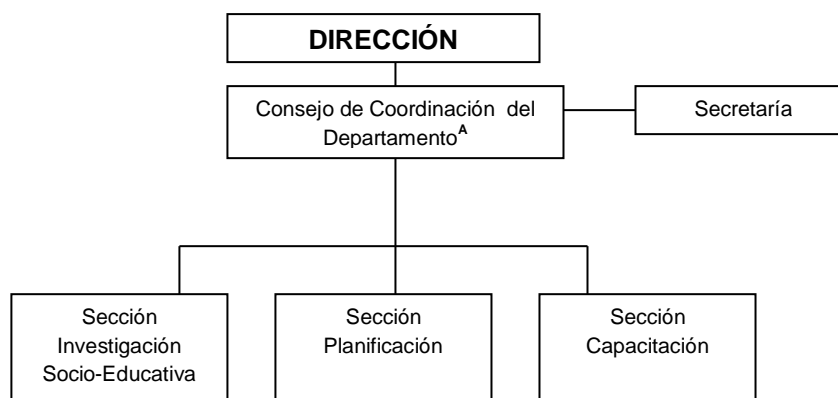 DIRECCIÓN
Consejo de Coordinación del
Departamento^A
Secretaría
Sección
Investigación
Socio-Educativa
Sección
Planificación
Sección
Capacitación